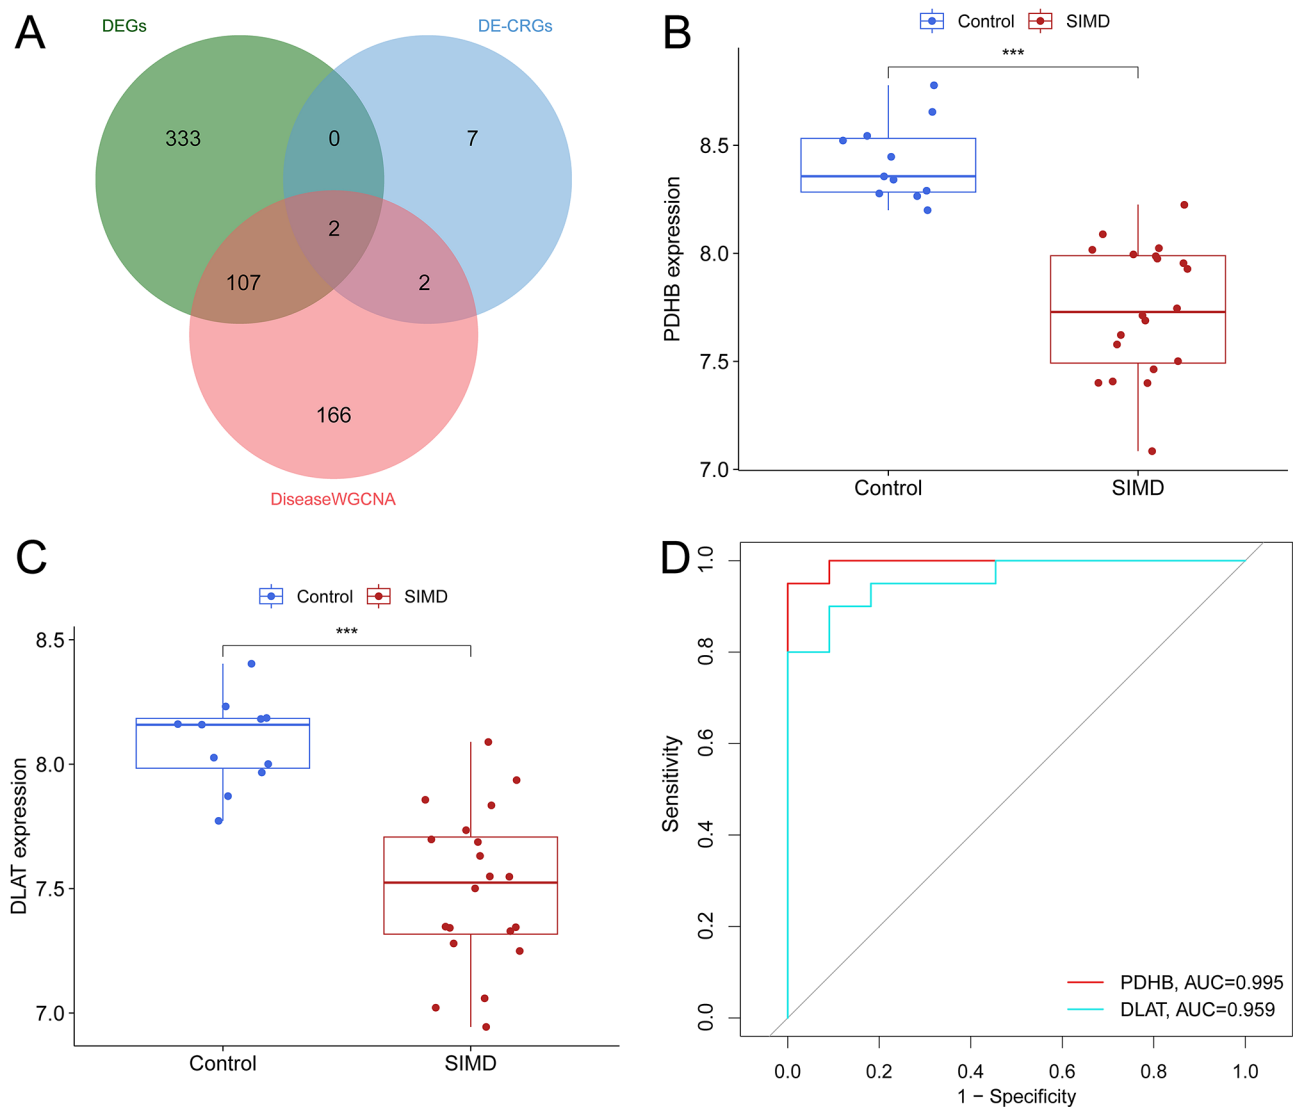 A
DEGs
DE-CRGs
333
0
7
2
107
2
166
DiseaseWGCNA
B
Control
SIMD
***
8.5
8.0
7.5
7.0
PDHB expression
Control
SIMD
C
Control
SIMD
***
8.5
8.0
7.5
7.0
DLAT expression
Control
SIMD
D
1.0
0.8
0.6
0.4
0.2
0.0
Sensitivity
PDHB, AUC=0.995
DLAT, AUC=0.959
0.0 0.2 0.4 0.6 0.8 1.0
1 − Specificity